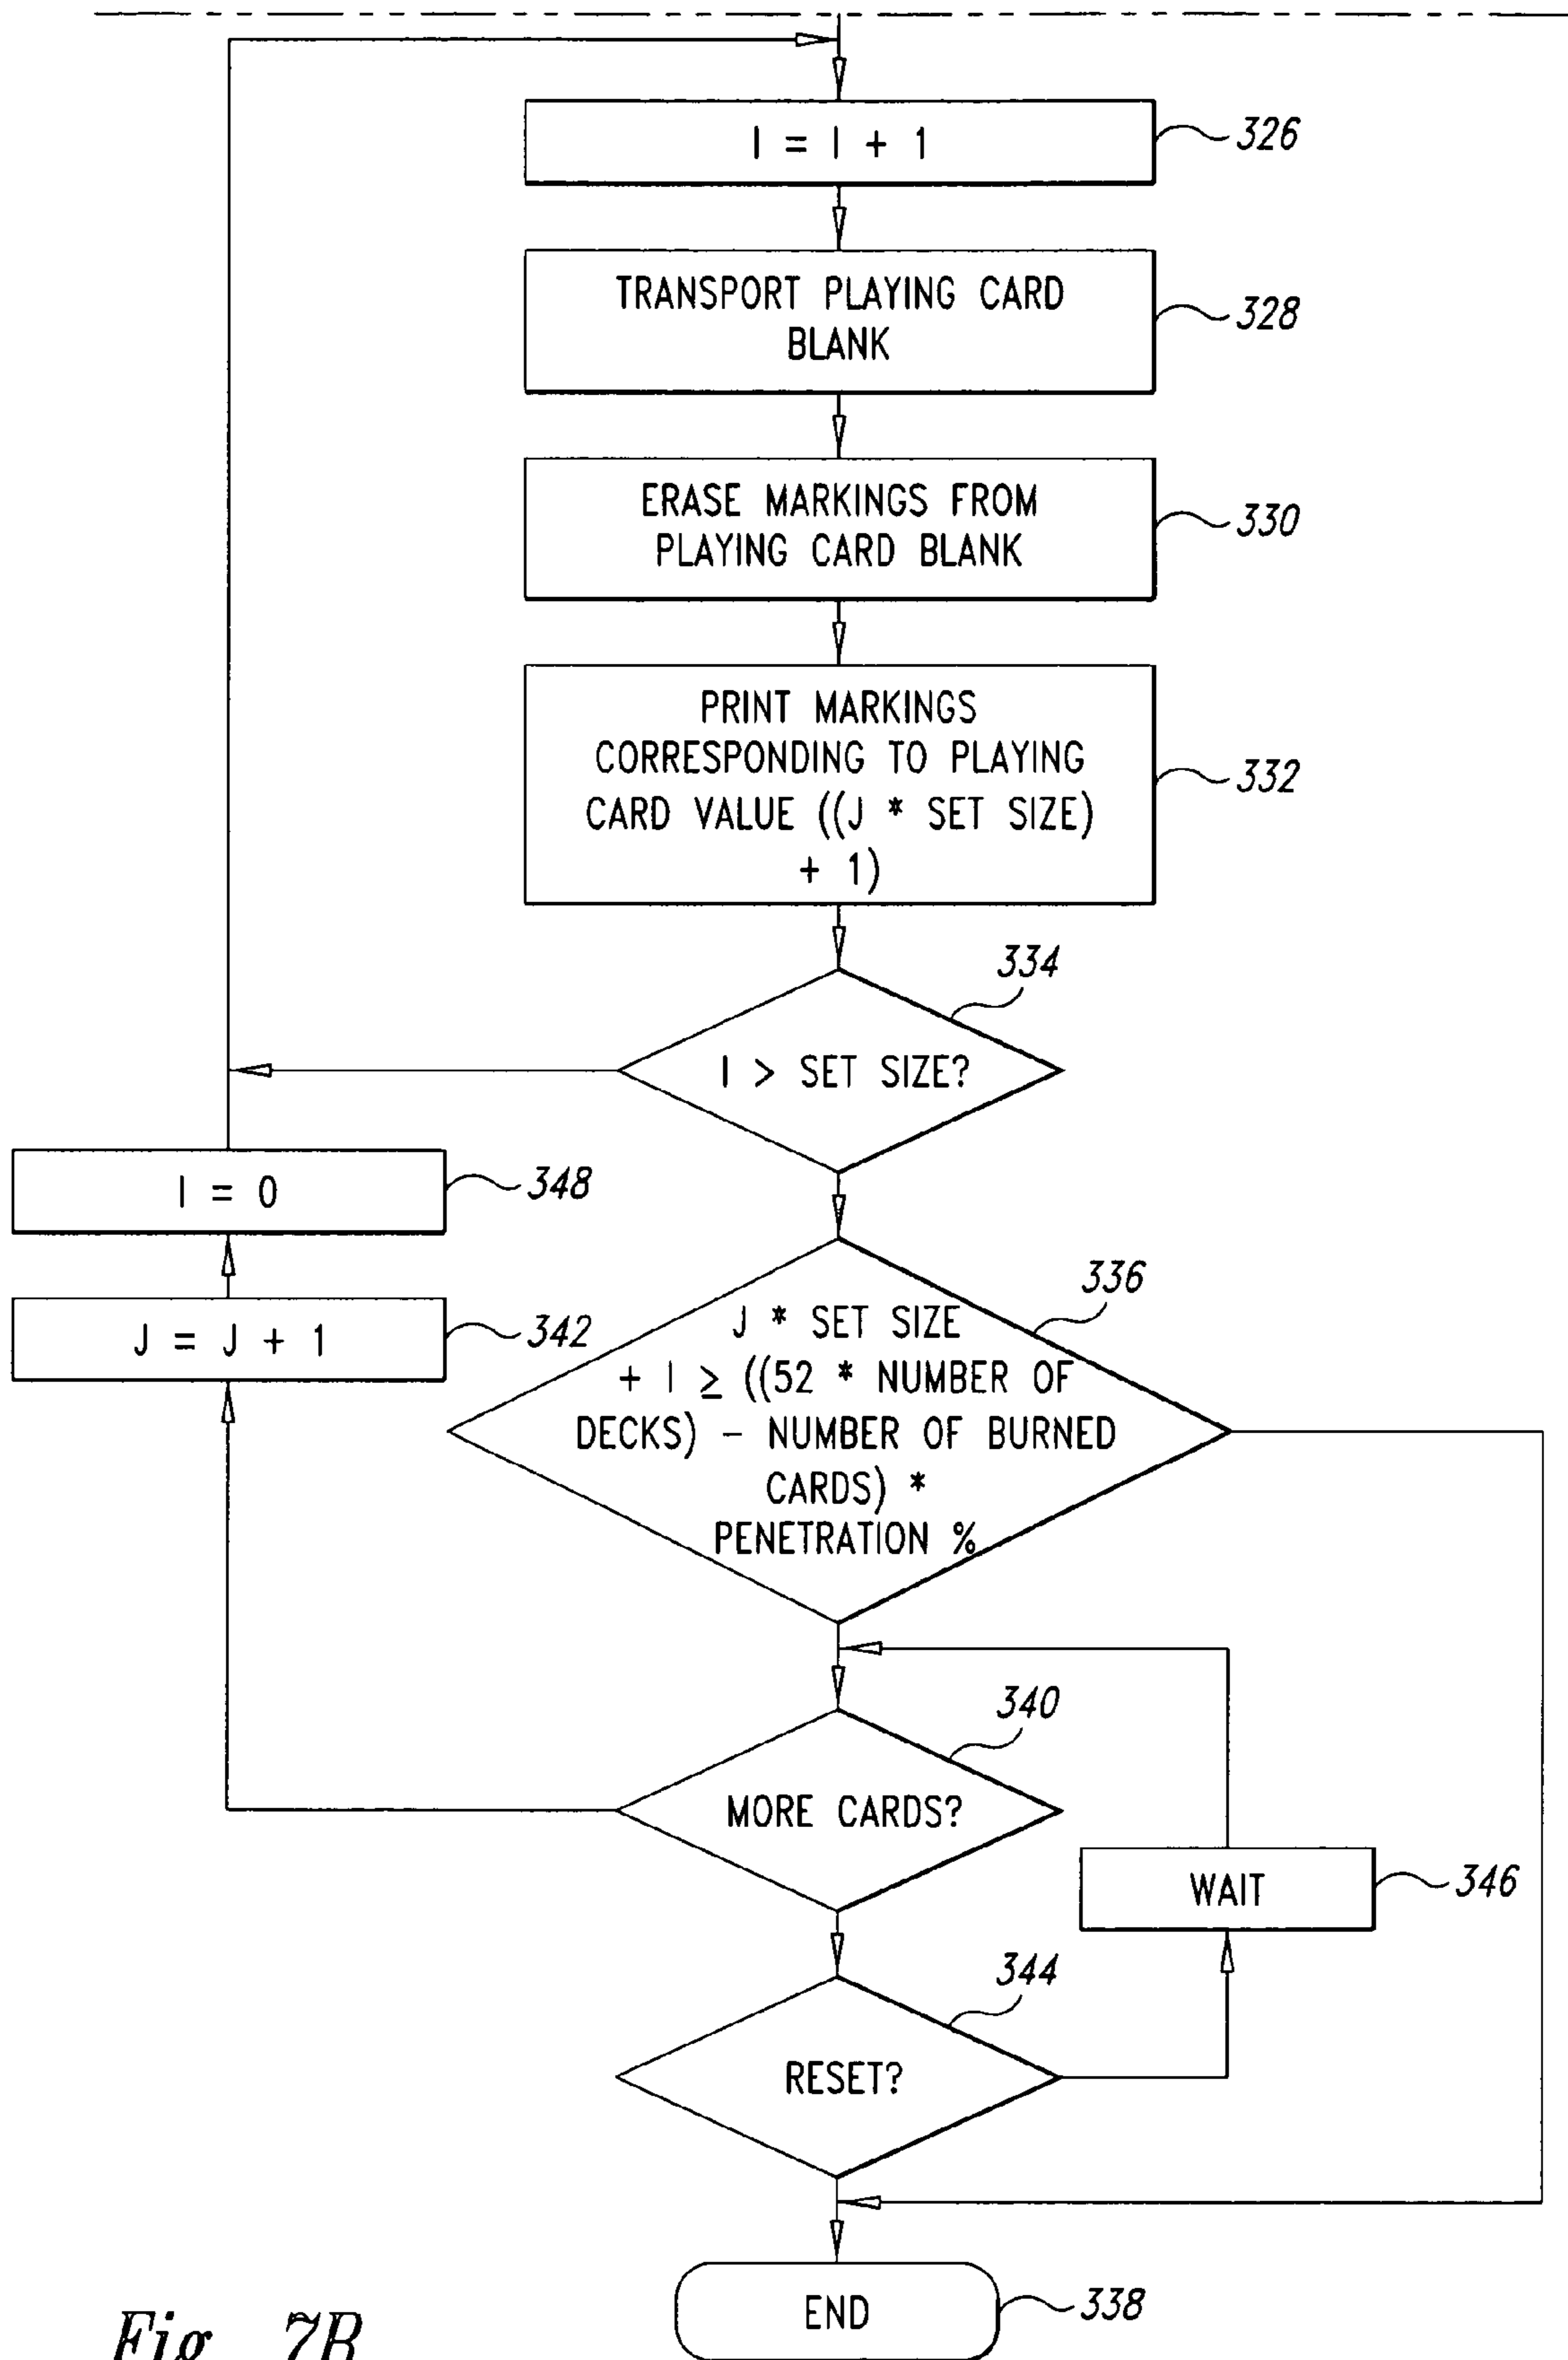 I = I + 1
326
TRANSPORT PLAYING CARD
BLANK
328
ERASE MARKINGS FROM
PLAYING CARD BLANK
330
PRINT MARKINGS
CORRESPONDING TO PLAYING
CARD VALUE ((J * SET SIZE)
+ 1)
332
334
I > SET SIZE?
I = 0
348
336
J = J + 1
342
J * SET SIZE
+ I ≥ ((52 * NUMBER OF
DECKS) - NUMBER OF BURNED
CARDS) *
PENETRATION %
340
MORE CARDS?
WAIT
346
344
RESET?
END
338
Fig. 7B